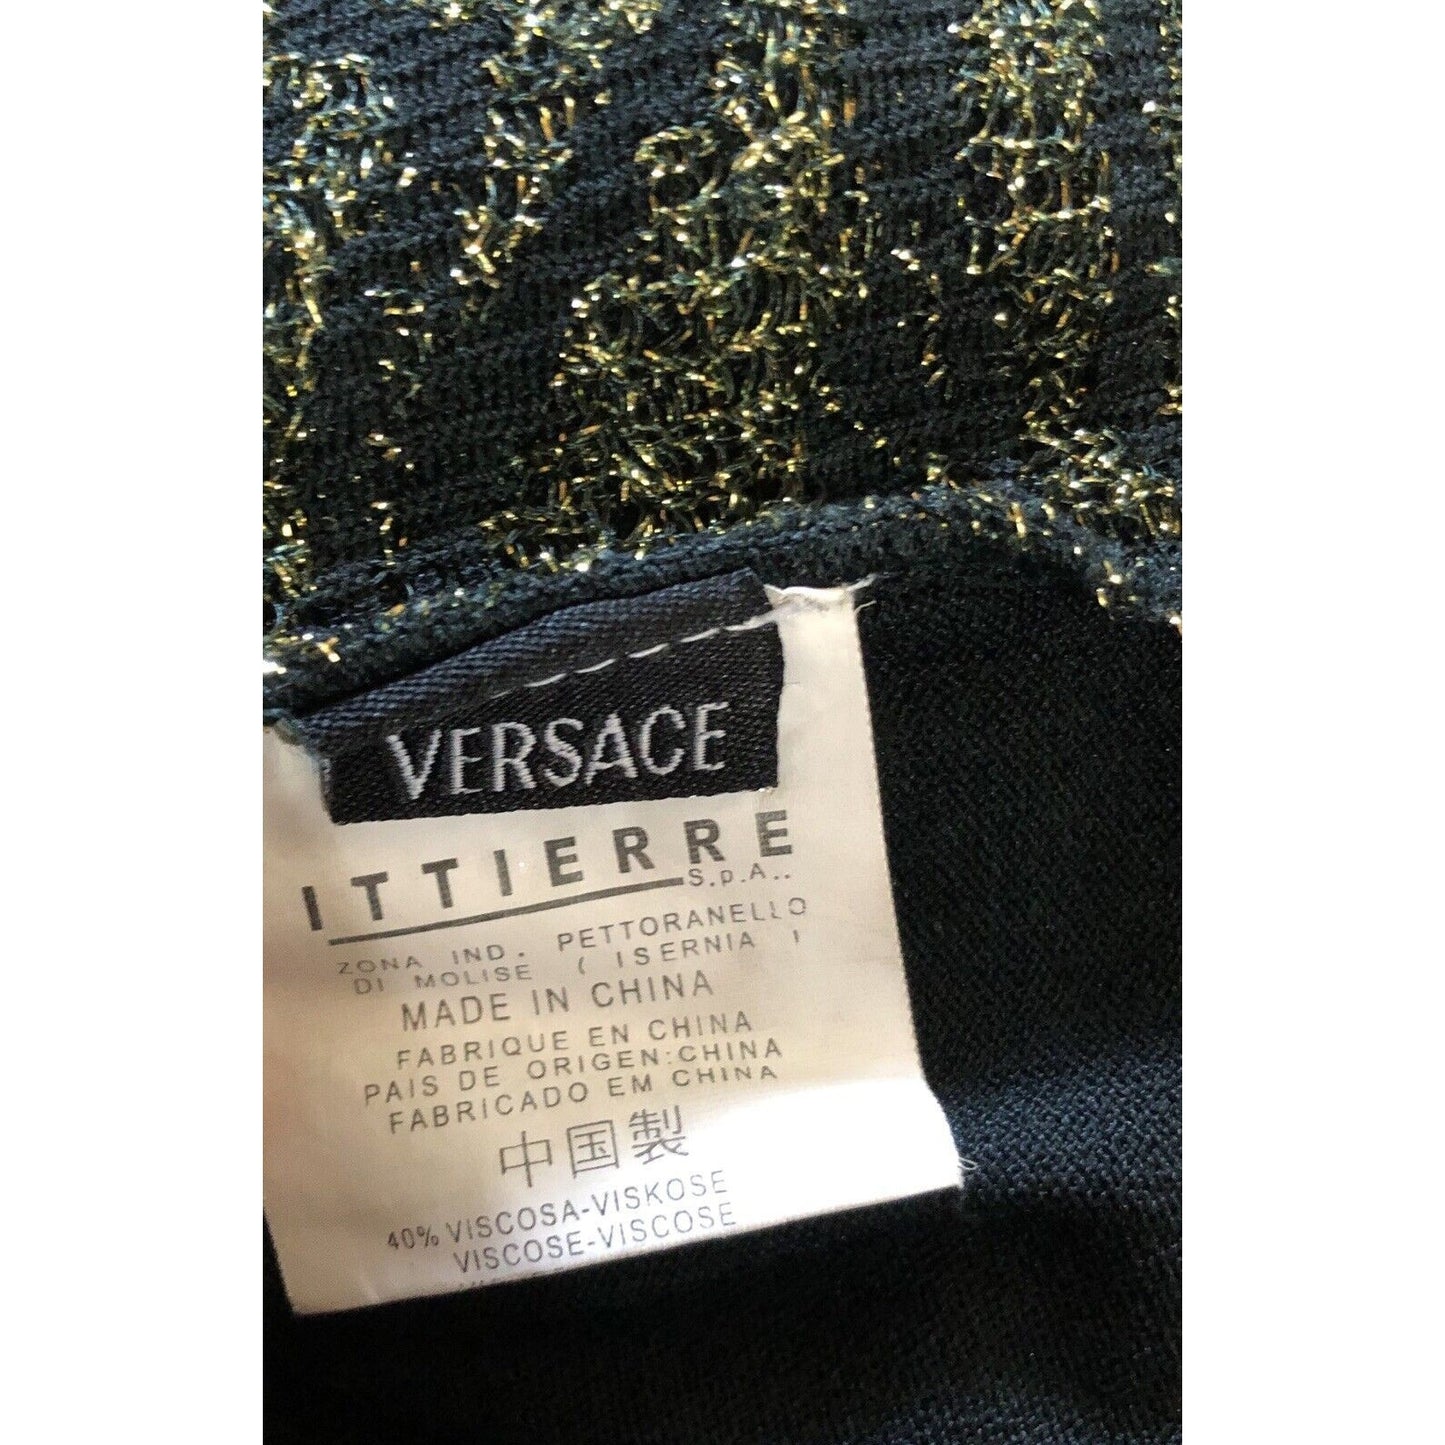 VERSACE
ITTIERRE
S.p.A..
ZONA IND. PETTORANELLO
DI MOLISE ( ISERNIA )
MADE IN CHINA
FABRIQUE EN CHINA
PAIS DE ORIGEN:CHINA
FABRICADO EM CHINA
中国製
40% VISCOSA-VISKOSE
VISCOSE-VISCOSE